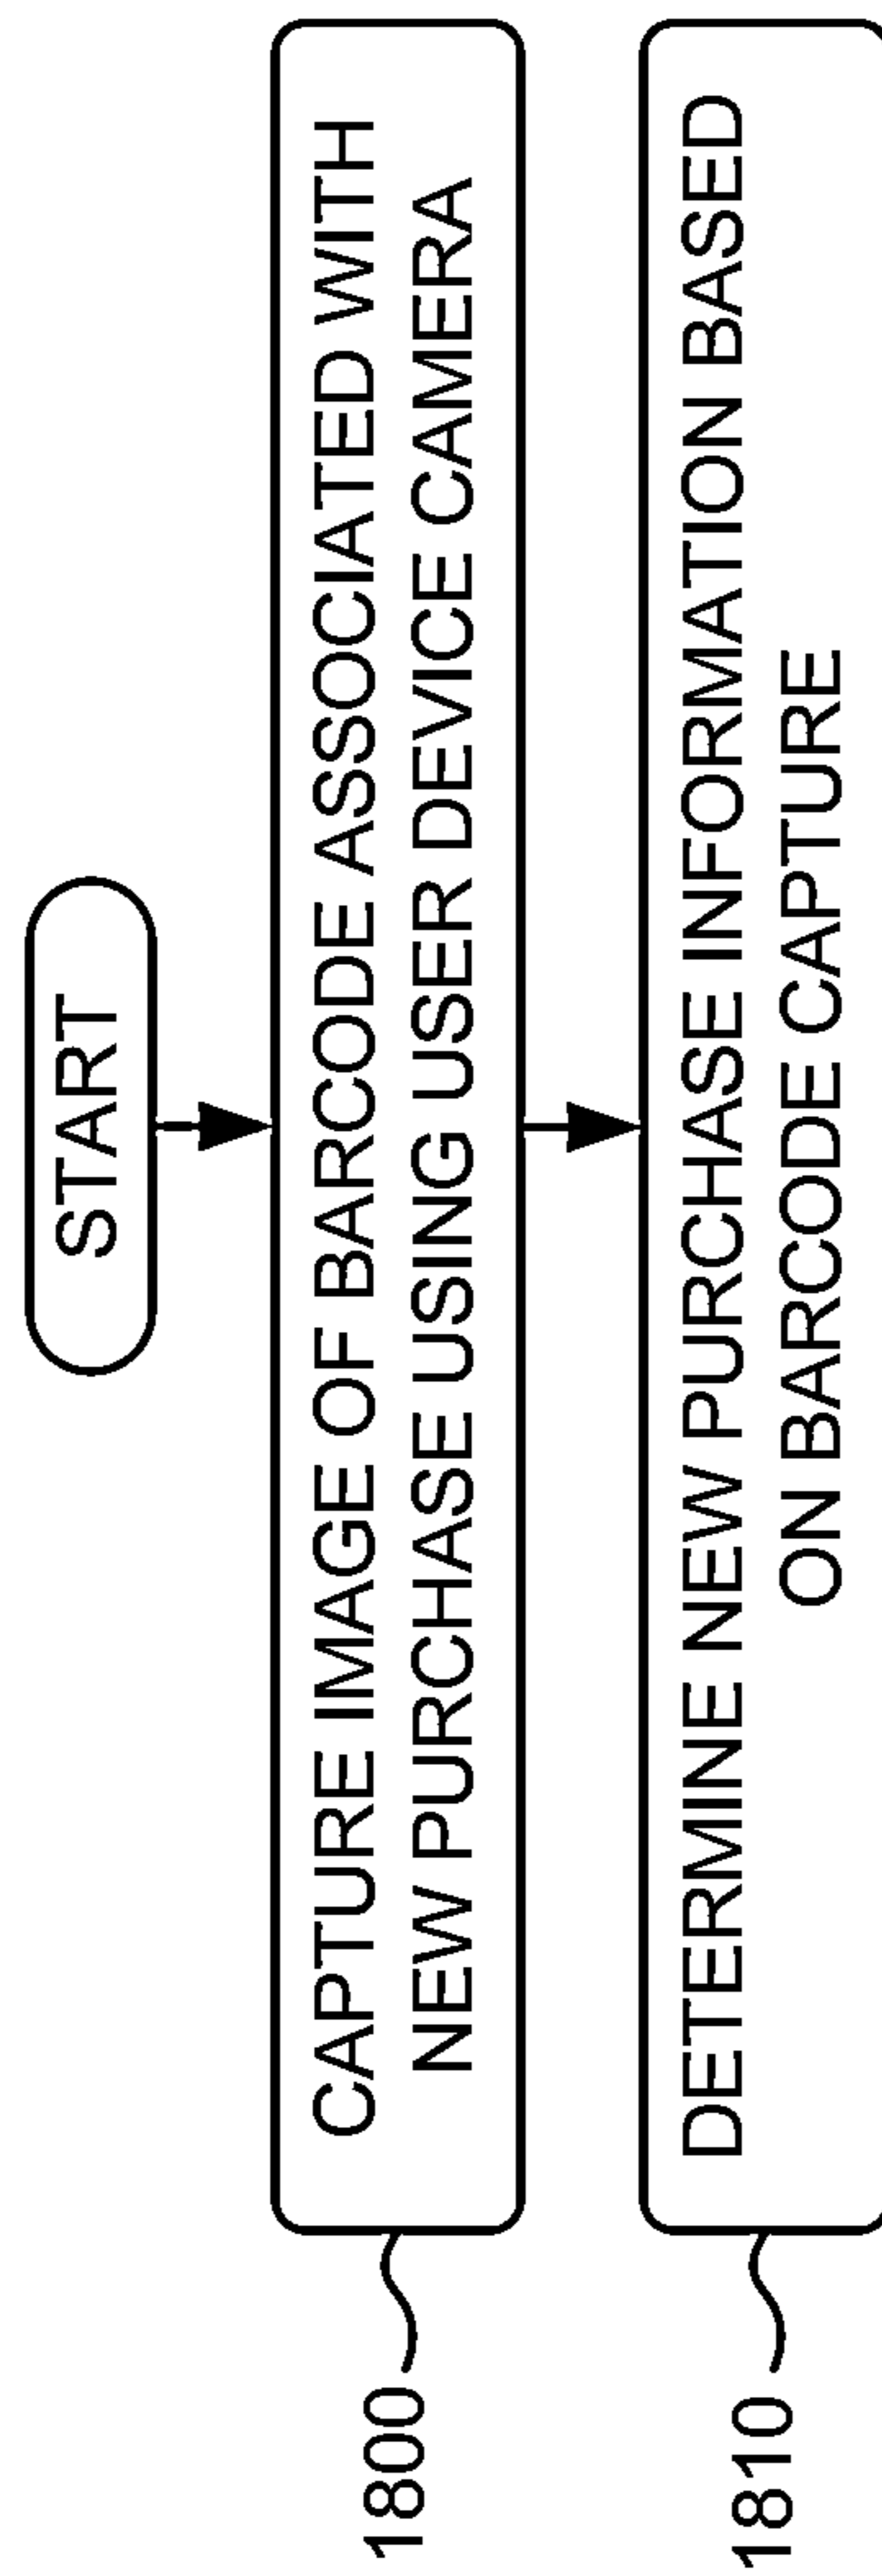 START
CAPTURE IMAGE OF BARCODE ASSOCIATED WITH
NEW PURCHASE USING USER DEVICE CAMERA
1800
DETERMINE NEW PURCHASE INFORMATION BASED
ON BARCODE CAPTURE
1810